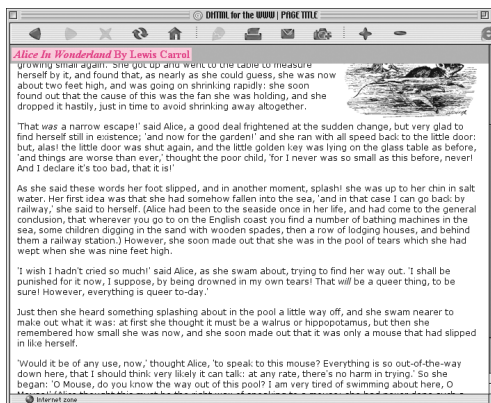 DHTML for the WWW | PAGE TITLE
Alice In Wonderland By Lewis Carrol
growing small again.' She got up and went to the table to measure
herself by it, and found that, as nearly as she could guess, she was now
about two feet high, and was going on shrinking rapidly: she soon
found out that the cause of this was the fan she was holding, and she
dropped it hastily, just in time to avoid shrinking away altogether.
That was a narrow escape!' said Alice, a good deal frightened at the sudden change, but very glad to
find herself still in existence; 'and now for the garden!' and she ran with all speed back to the little door:
but, alas! the little door was shut again, and the little golden key was lying on the glass table as before,
'and things are worse than ever,' thought the poor child, 'for I never was so small as this before, never!
And I declare it's too bad, that it is!'
As she said these words her foot slipped, and in another moment, splash! she was up to her chin in salt
water. Her first idea was that she had somehow fallen into the sea, 'and in that case I can go back by
railway,' she said to herself. (Alice had been to the seaside once in her life, and had come to the general
conclusion, that wherever you go to on the English coast you find a number of bathing machines in the
sea, some children digging in the sand with wooden spades, then a row of lodging houses, and behind
them a railway station.) However, she soon made out that she was in the pool of tears which she had
wept when she was nine feet high.
'I wish I hadn't cried so much!' said Alice, as she swam about, trying to find her way out. 'I shall be
punished for it now, I suppose, by being drowned in my own tears! That will be a queer thing, to be
sure! However, everything is queer to-day.'
Just then she heard something splashing about in the pool a little way off, and she swam nearer to
make out what it was: at first she thought it must be a walrus or hippopotamus, but then she
remembered how small she was now, and she soon made out that it was only a mouse that had slipped
in like herself.
'Would it be of any use, now,' thought Alice, 'to speak to this mouse? Everything is so out-of-the-way
down here, that I should think very likely it can talk: at any rate, there's no harm in trying.' So she
began: 'O Mouse, do you know the way out of this pool? I am very tired of swimming about here, O
Mouse!' (Alice thought this must be the right way of speaking to a mouse: she had never done such a
Internet zone